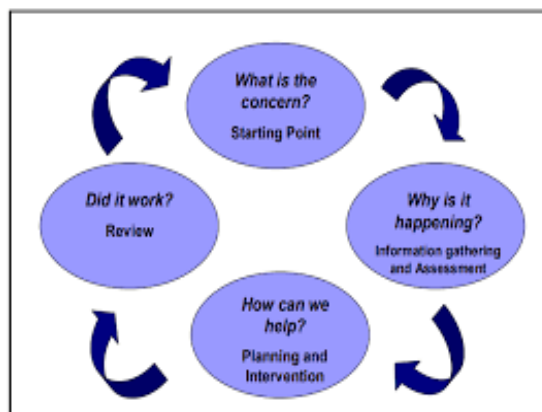 What is the
concern?
Starting Point
Why is it
happening?
Information gathering
and Assessment
How can we
help?
Planning and
Intervention
Did it work?
Review